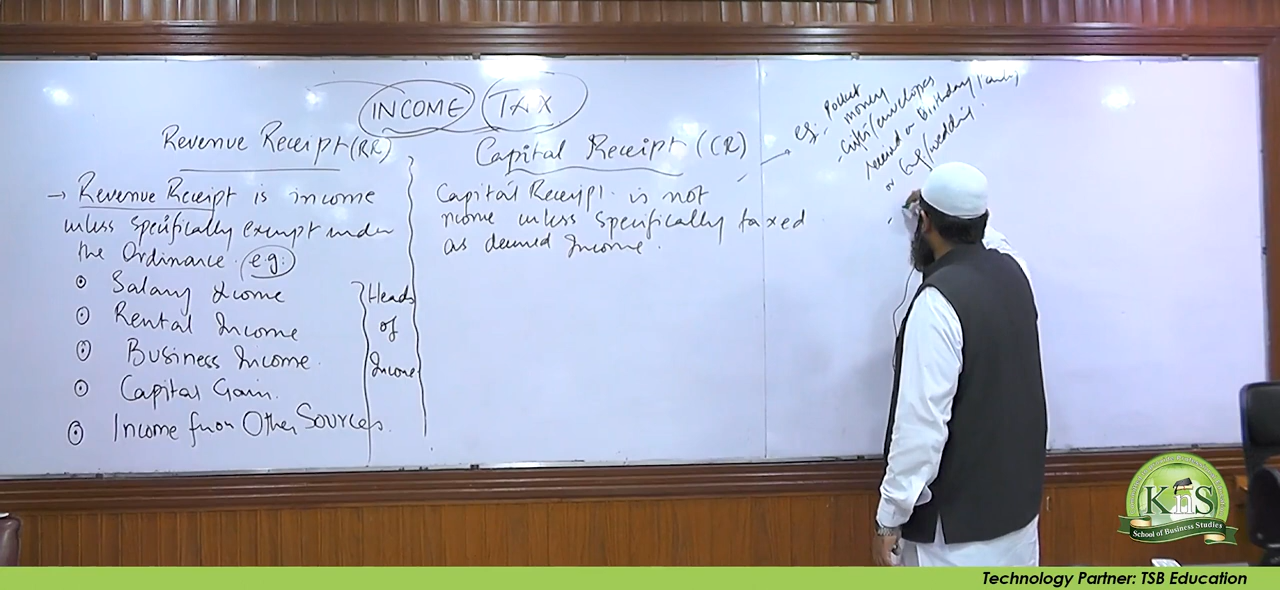 INCOME TAX
Revenue Receipt (RR)
→ Revenue Receipt is income
unless specifically exempt under
the Ordinance. e.g:
Salary Income
Rental Income
Business Income.
Capital Gain.
Income from Other Sources.
Heads
of
Income
Capital Receipt (CR)
Capital Receipt is not
income unless specifically taxed
as deemed Income.
→ eg:- Pocket
money
- Gifts/envelopes
received on Birthday/
or wedding.
KnS
School of Business Studies
Technology Partner: TSB Education